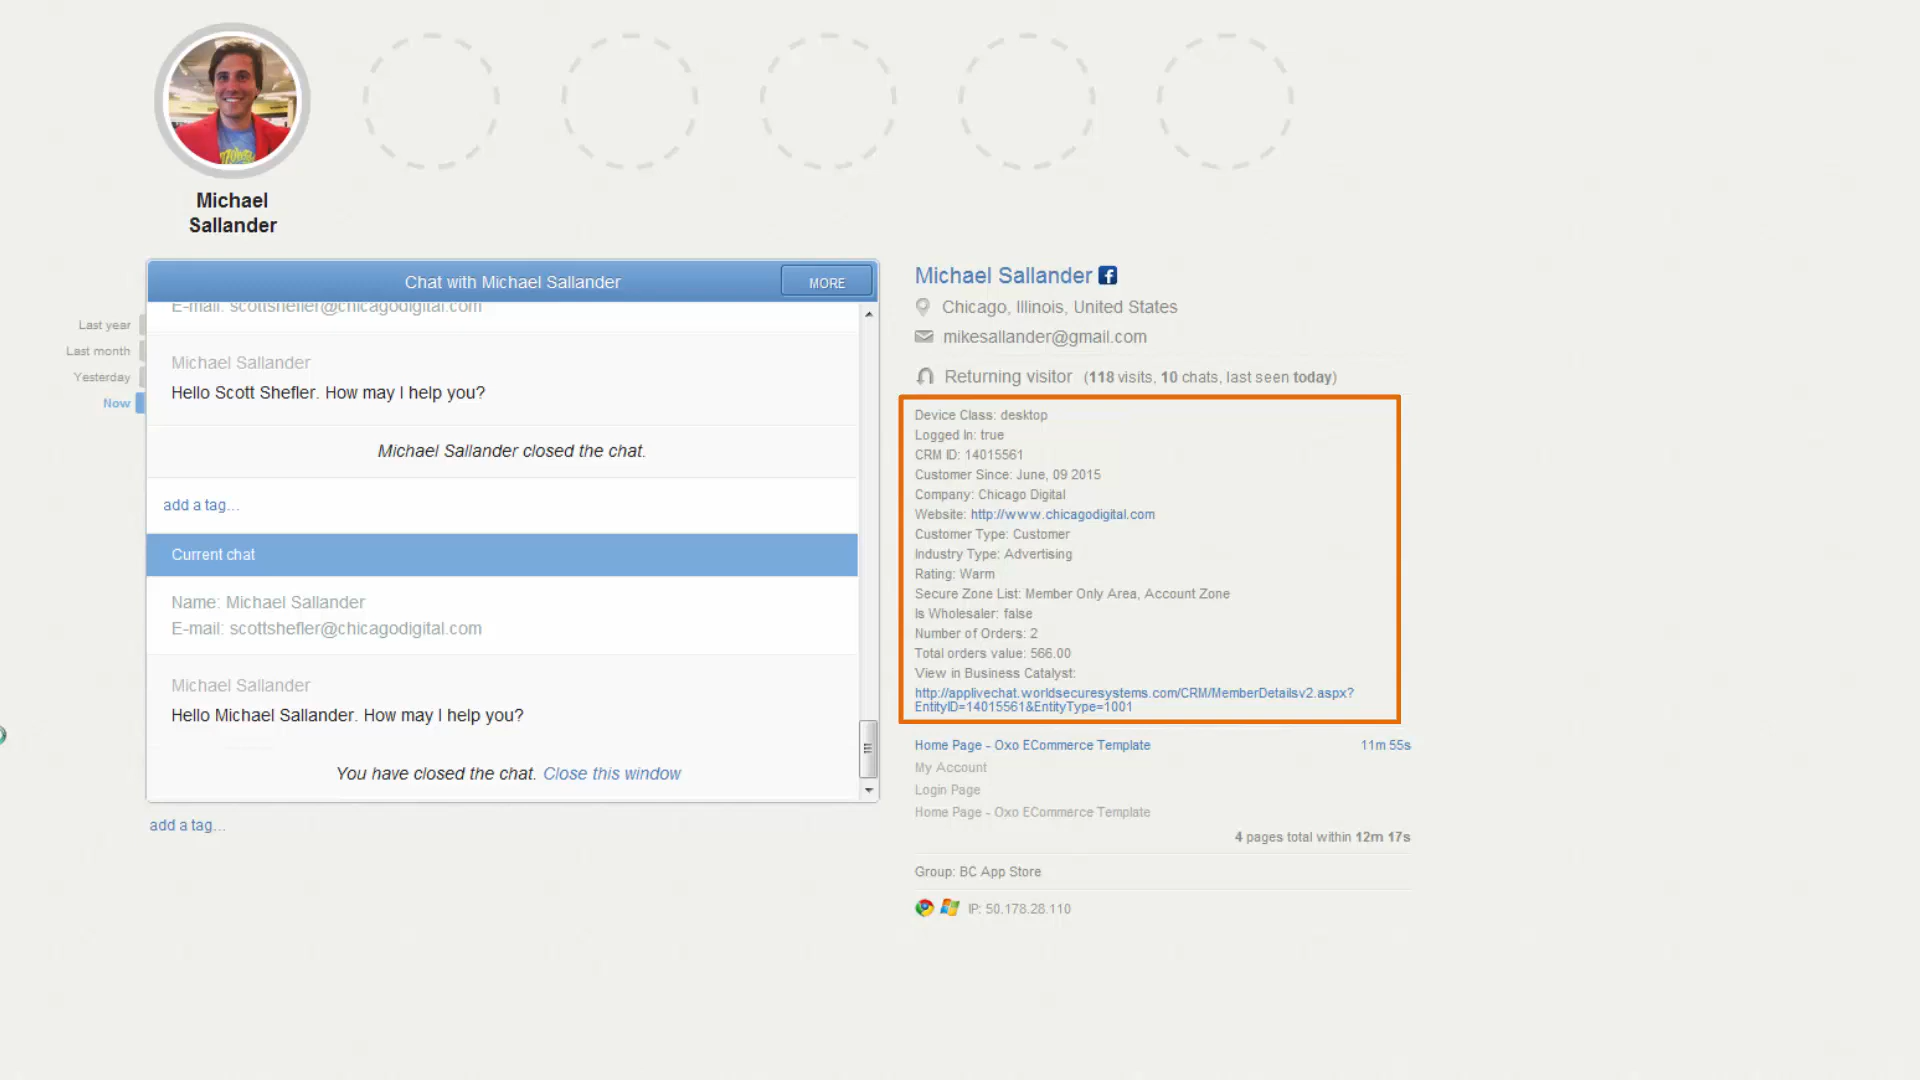 Michael
Sallander
Chat with Michael Sallander
MORE
E-mail: scottshefler@chicagodigital.com
Last year
Last month
Yesterday
Now
Michael Sallander
Hello Scott Shefler. How may I help you?
Michael Sallander closed the chat.
add a tag...
Current chat
Name: Michael Sallander
E-mail: scottshefler@chicagodigital.com
Michael Sallander
Hello Michael Sallander. How may I help you?
You have closed the chat. Close this window
add a tag...
Michael Sallander
Chicago, Illinois, United States
mikesallander@gmail.com
Returning visitor (118 visits, 10 chats, last seen today)
Device Class: desktop
Logged In: true
CRM ID: 14015561
Customer Since: June, 09 2015
Company: Chicago Digital
Website: http://www.chicagodigital.com
Customer Type: Customer
Industry Type: Advertising
Rating: Warm
Secure Zone List: Member Only Area, Account Zone
Is Wholesaler: false
Number of Orders: 2
Total orders value: 566.00
View in Business Catalyst:
http://applivechat.worldsecuresystems.com/CRM/MemberDetailsv2.aspx?
EntityID=14015561&EntityType=1001
Home Page - Oxo ECommerce Template 11m 55s
My Account
Login Page
Home Page - Oxo ECommerce Template
4 pages total within 12m 17s
Group: BC App Store
IP: 50.178.28.110